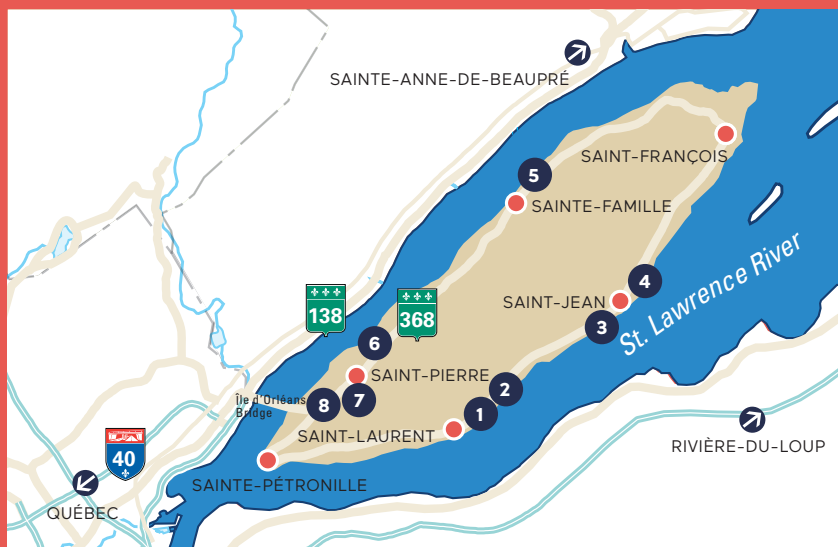 SAINTE-ANNE-DE-BEAUPRÉ
SAINT-FRANÇOIS
5
SAINTE-FAMILLE
4
SAINT-JEAN
3
St. Lawrence River
138
368
6
SAINT-PIERRE
Île d'Orléans
Bridge
8
7
2
1
SAINT-LAURENT
40
RIVIÈRE-DU-LOUP
SAINTE-PÉTRONILLE
QUÉBEC